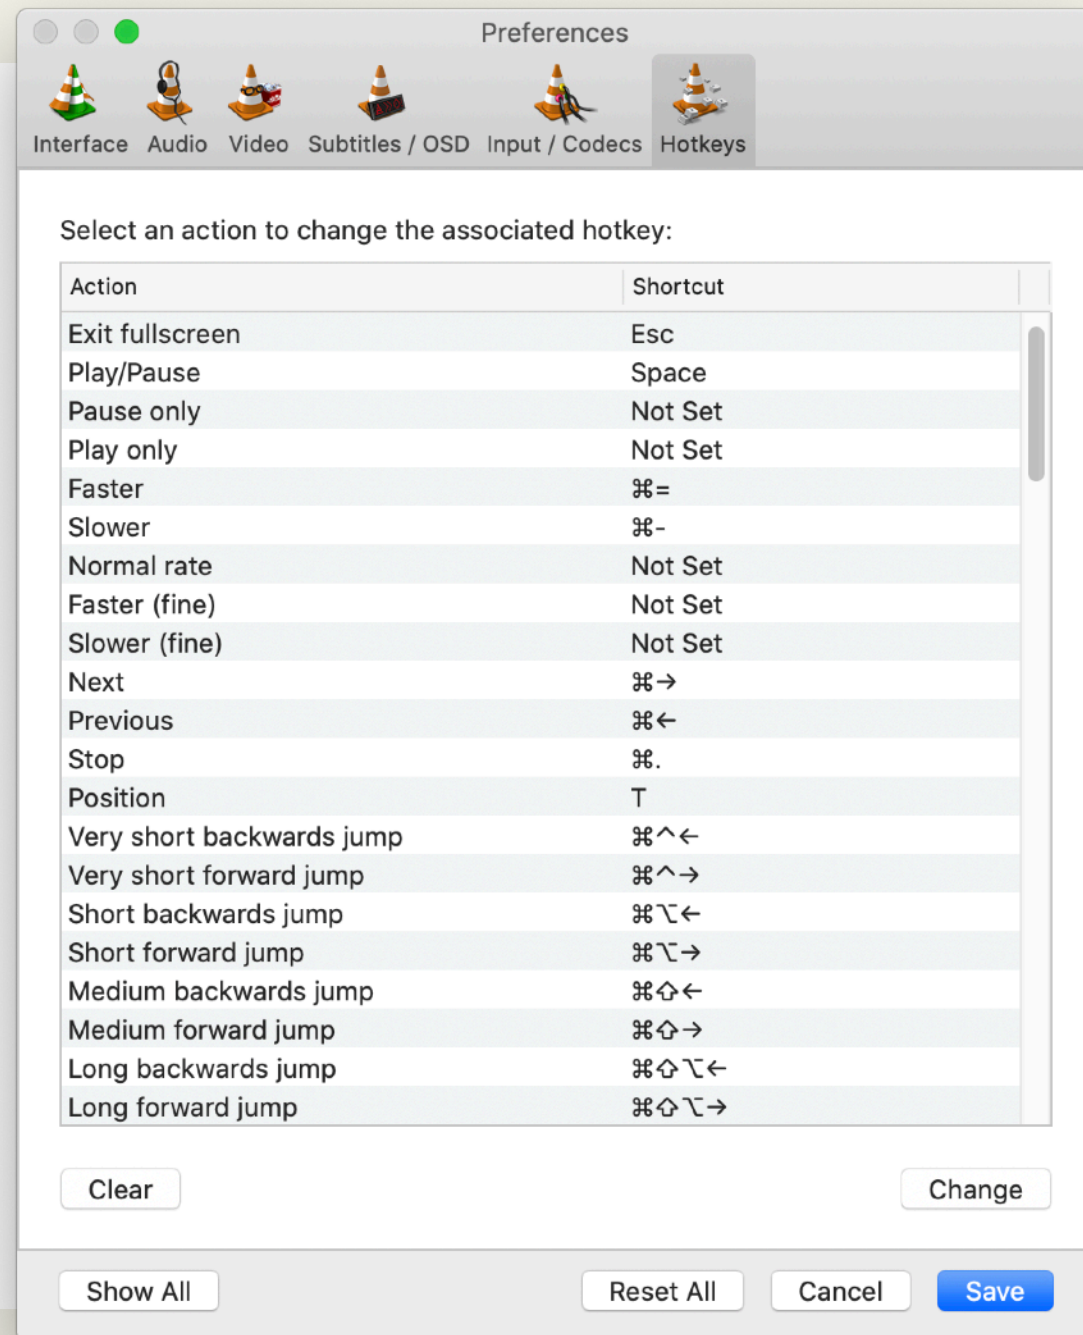 Preferences
Interface Audio Video Subtitles / OSD Input / Codecs Hotkeys
Select an action to change the associated hotkey:
Action Shortcut
Exit fullscreen Esc
Play/Pause Space
Pause only Not Set
Play only Not Set
Faster ⌘=
Slower ⌘-
Normal rate Not Set
Faster (fine) Not Set
Slower (fine) Not Set
Next ⌘→
Previous ⌘←
Stop ⌘.
Position T
Very short backwards jump ⌘^←
Very short forward jump ⌘^→
Short backwards jump ⌘⌥←
Short forward jump ⌘⌥→
Medium backwards jump ⌘⇧←
Medium forward jump ⌘⇧→
Long backwards jump ⌘⇧⌥←
Long forward jump ⌘⇧⌥→
Clear Change
Show All Reset All Cancel Save